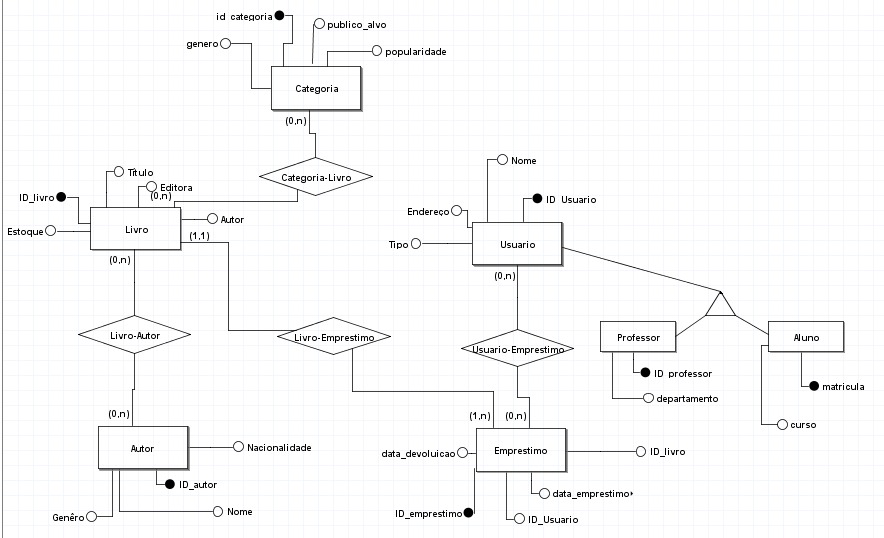 id_categoria
publico_alvo
genero
popularidade
Categoria
(0,n)
Categoria-Livro
Título
Editora
(0,n)
ID_livro
Autor
Estoque
Livro
(1,1)
(0,n)
Nome
ID_Usuario
Endereço
Tipo
Usuario
(0,n)
Livro-Autor
Livro-Emprestimo
Usuario-Emprestimo
Professor
Aluno
ID_professor
departamento
matricula
curso
(0,n)
(1,n)
(0,n)
Autor
Nacionalidade
ID_autor
Genêro
Nome
data_devoluicao
Emprestimo
ID_livro
data_emprestimo
ID_emprestimo
ID_Usuario